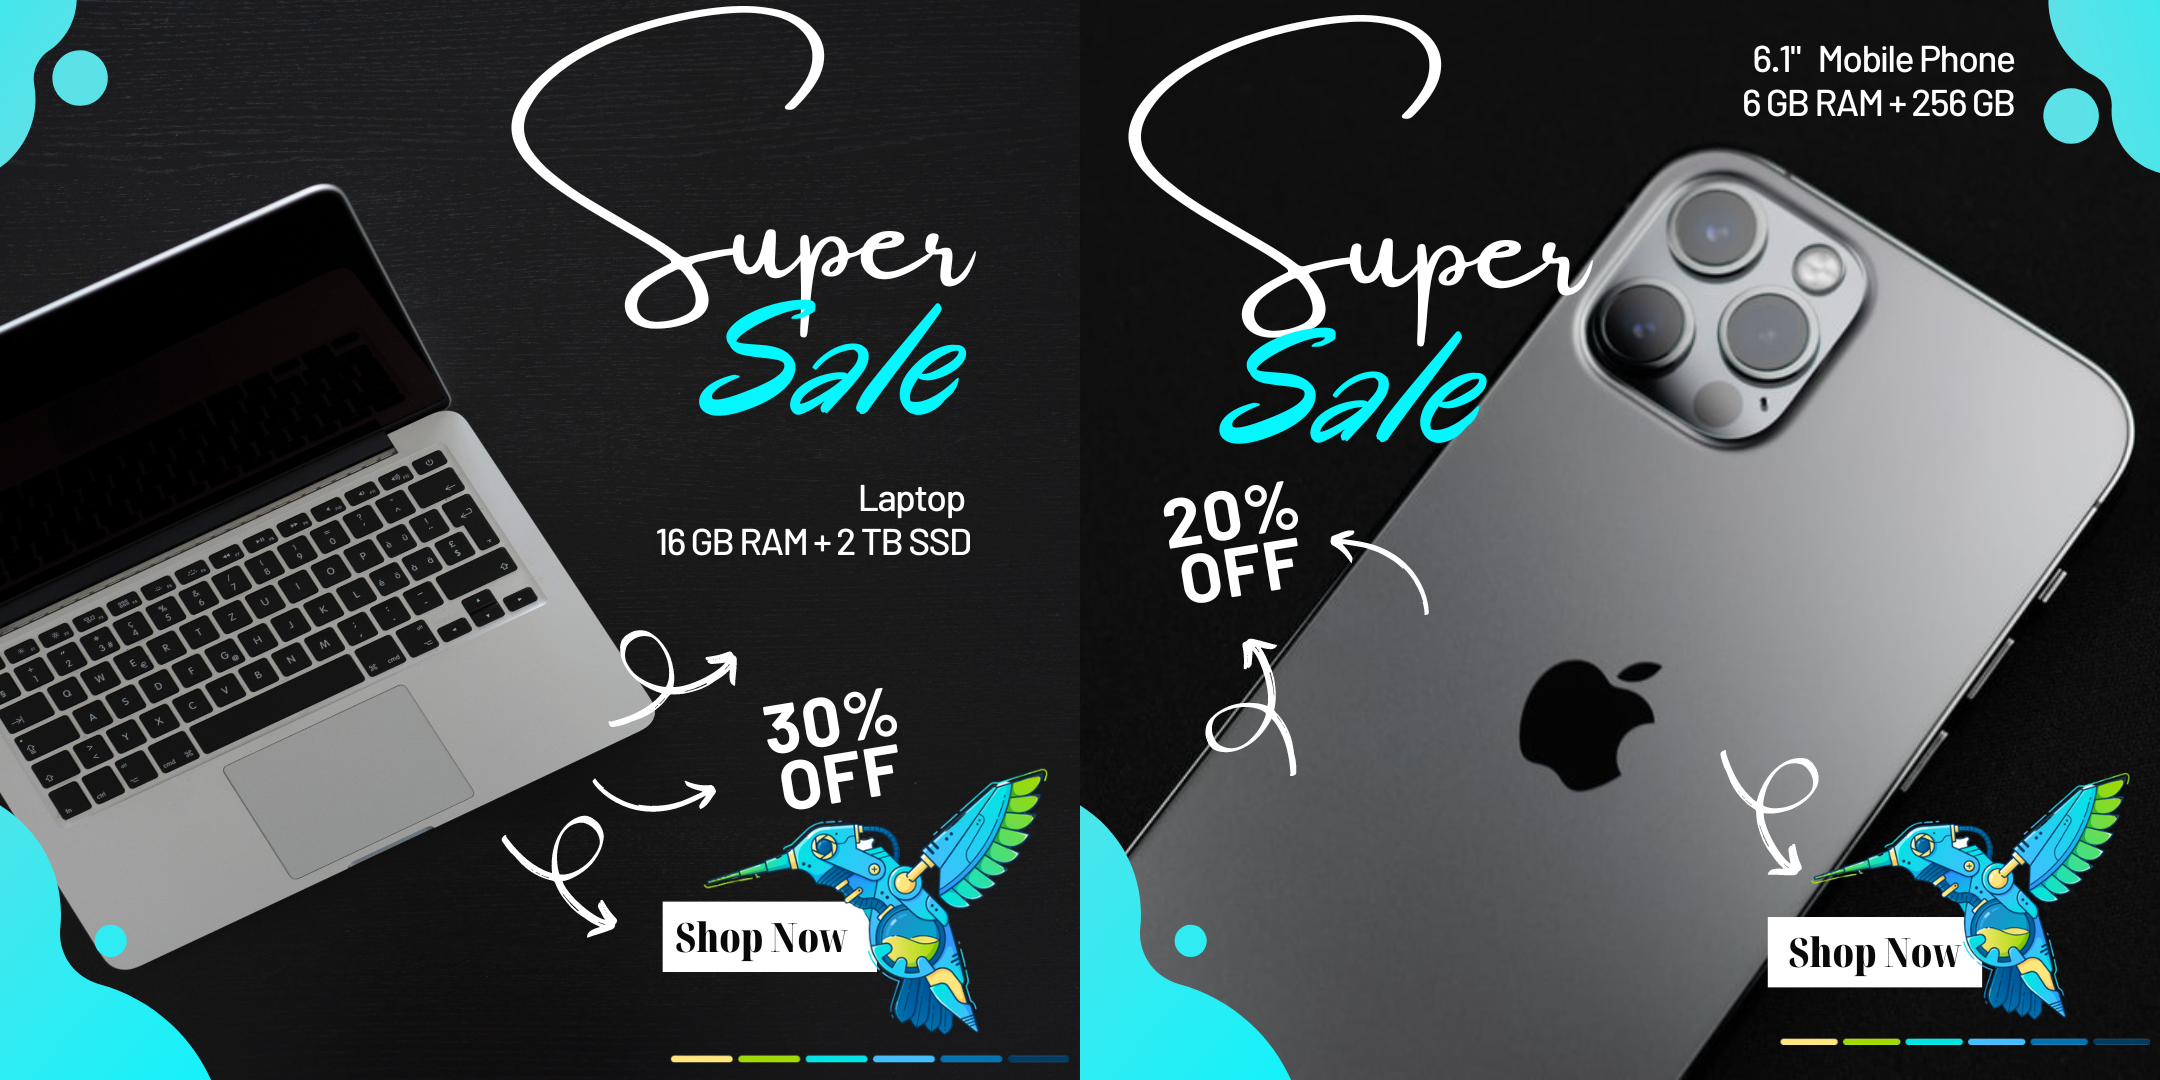 Super
Sale
Laptop
16 GB RAM + 2 TB SSD
30%
OFF
Shop Now
6.1" Mobile Phone
6 GB RAM + 256 GB
Super
Sale
20%
OFF
Shop Now